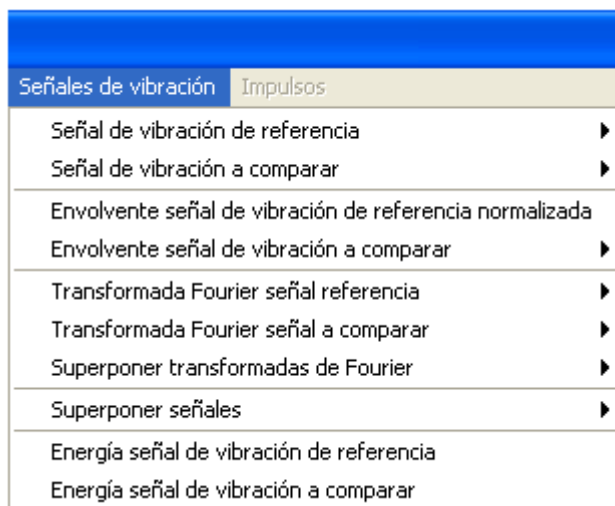 Señales de vibración Impulsos
Señal de vibración de referencia
Señal de vibración a comparar
Envolvente señal de vibración de referencia normalizada
Envolvente señal de vibración a comparar
Transformada Fourier señal referencia
Transformada Fourier señal a comparar
Superponer transformadas de Fourier
Superponer señales
Energía señal de vibración de referencia
Energía señal de vibración a comparar